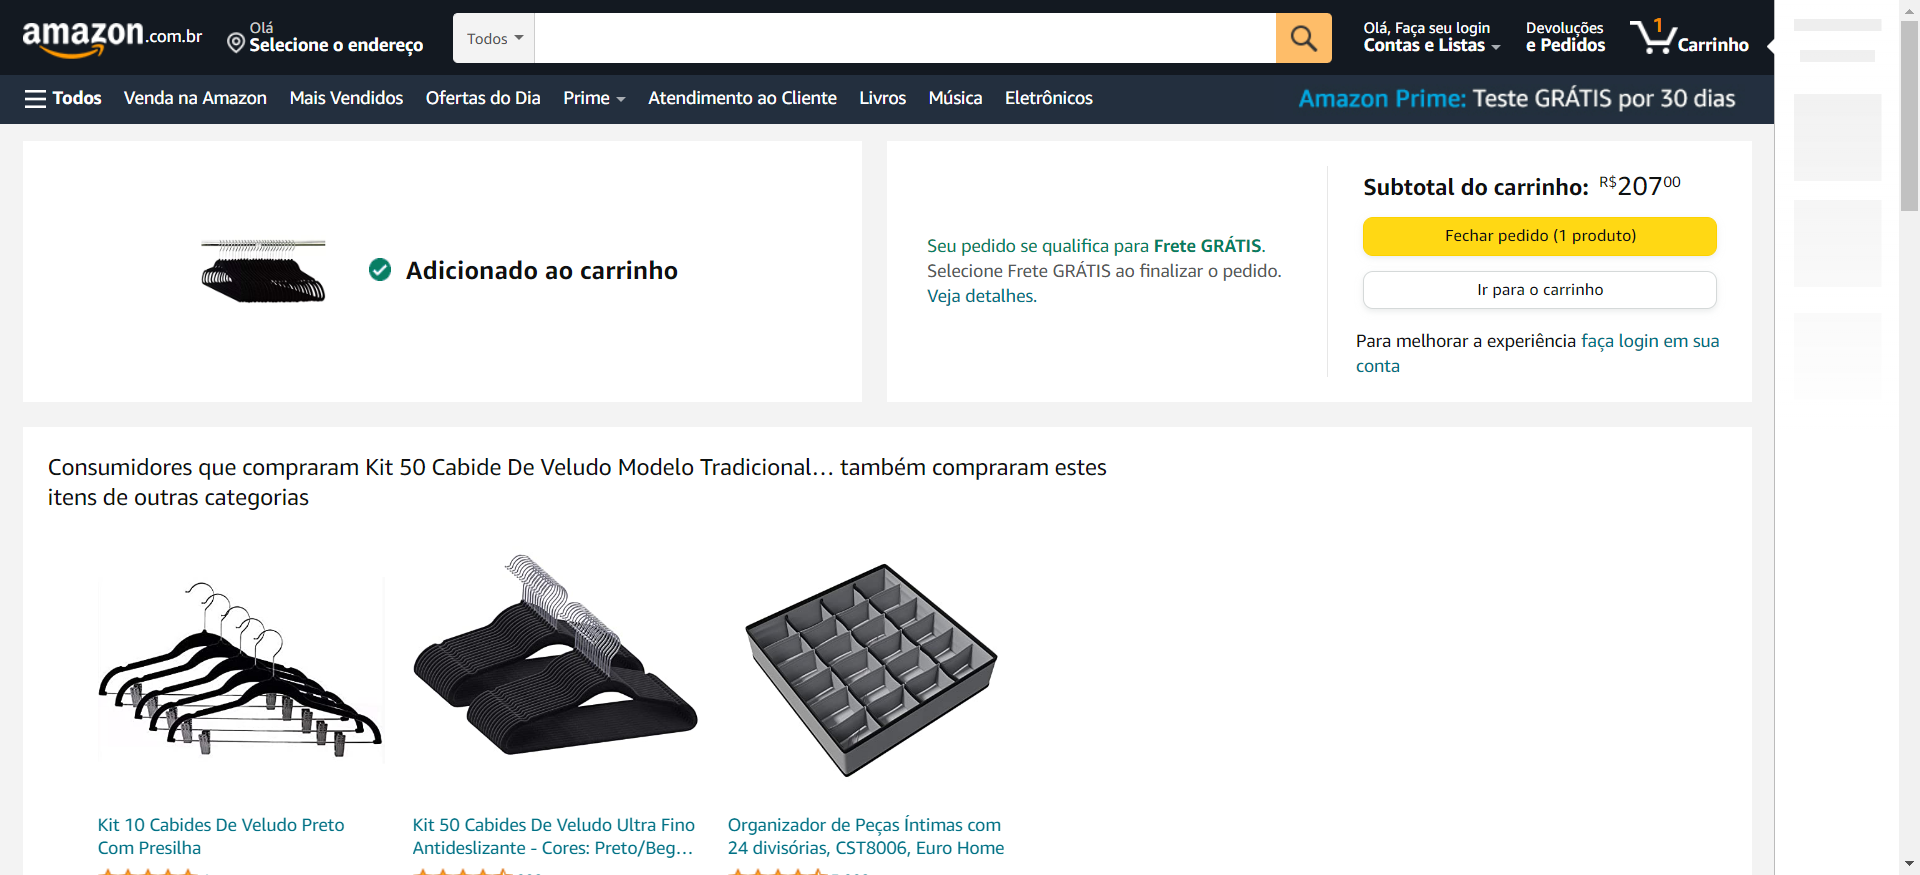 amazon.com.br
Olá
Selecione o endereço
Todos
Olá, Faça seu login
Contas e Listas
Devoluções
e Pedidos
1
Carrinho
Todos
Venda na Amazon
Mais Vendidos
Ofertas do Dia
Prime
Atendimento ao Cliente
Livros
Música
Eletrônicos
Amazon Prime: Teste GRÁTIS por 30 dias
Adicionado ao carrinho
Seu pedido se qualifica para Frete GRÁTIS.
Selecione Frete GRÁTIS ao finalizar o pedido.
Veja detalhes.
Subtotal do carrinho: R$20700
Fechar pedido (1 produto)
Ir para o carrinho
Para melhorar a experiência faça login em sua
conta
Consumidores que compraram Kit 50 Cabide De Veludo Modelo Tradicional… também compraram estes
itens de outras categorias
Kit 10 Cabides De Veludo Preto
Com Presilha
Kit 50 Cabides De Veludo Ultra Fino
Antideslizante - Cores: Preto/Beg…
Organizador de Peças Íntimas com
24 divisórias, CST8006, Euro Home